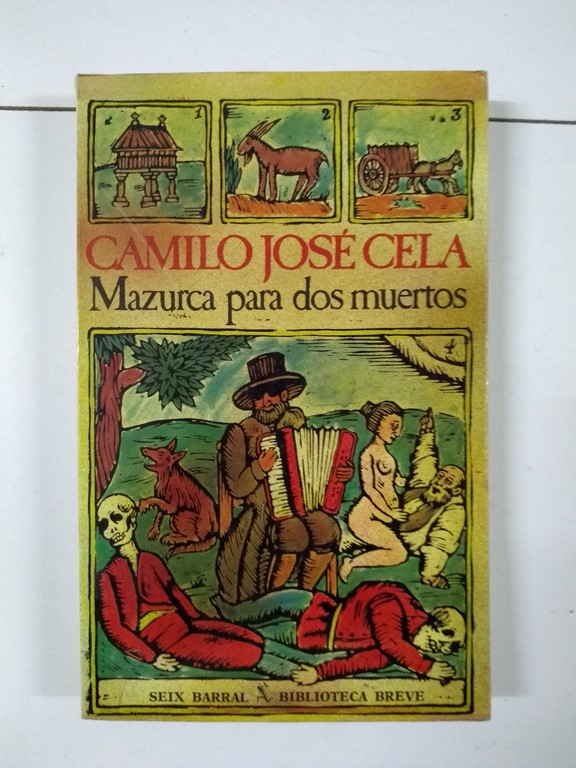 1
2
3
CAMILO JOSÉ CELA
Mazurca para dos muertos
4
SEIX BARRAL BIBLIOTECA BREVE